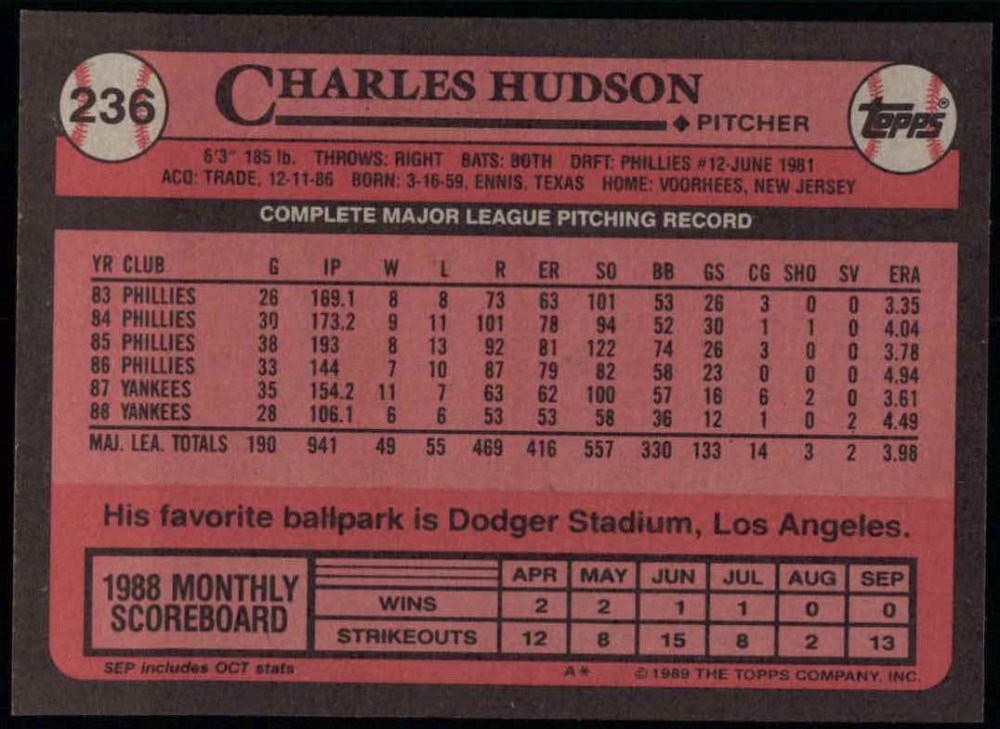 236
CHARLES HUDSON
PITCHER
TOPPS®
6'3" 185 lb. THROWS: RIGHT BATS: BOTH DRFT: PHILLIES #12-JUNE 1981
ACQ: TRADE, 12-11-86 BORN: 3-16-59, ENNIS, TEXAS HOME: VOORHEES, NEW JERSEY
COMPLETE MAJOR LEAGUE PITCHING RECORD
YR CLUB G IP W L R ER SO BB GS CG SHO SV ERA
83 PHILLIES 26 169.1 8 8 73 63 101 53 26 3 0 0 3.35
84 PHILLIES 30 173.2 9 11 101 78 94 52 30 1 1 0 4.04
85 PHILLIES 38 193 8 13 92 81 122 74 26 3 0 0 3.78
86 PHILLIES 33 144 7 10 87 79 82 58 23 0 0 0 4.94
87 YANKEES 35 154.2 11 7 63 62 100 57 16 6 2 0 3.61
88 YANKEES 28 106.1 6 6 53 53 58 36 12 1 0 2 4.49
MAJ. LEA. TOTALS 190 941 49 55 469 416 557 330 133 14 3 2 3.98
His favorite ballpark is Dodger Stadium, Los Angeles.
1988 MONTHLY
SCOREBOARD
APR MAY JUN JUL AUG SEP
WINS 2 2 1 1 0 0
STRIKEOUTS 12 8 15 8 2 13
SEP includes OCT stats A* © 1989 THE TOPPS COMPANY, INC.